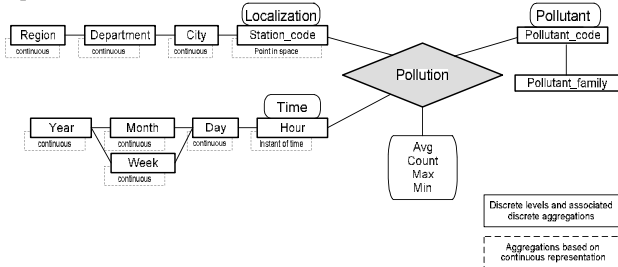 Localization
Pollutant
Region
Department
City
Station_code
Pollutant_code
continuous
continuous
continuous
Point in space
Pollution
Pollutant_family
Time
Year
Month
Day
Hour
continuous
continuous
continuous
Instant of time
Week
continuous
Avg
Count
Max
Min
Discrete levels and associated
discrete aggregations
Aggregations based on
continuous representation